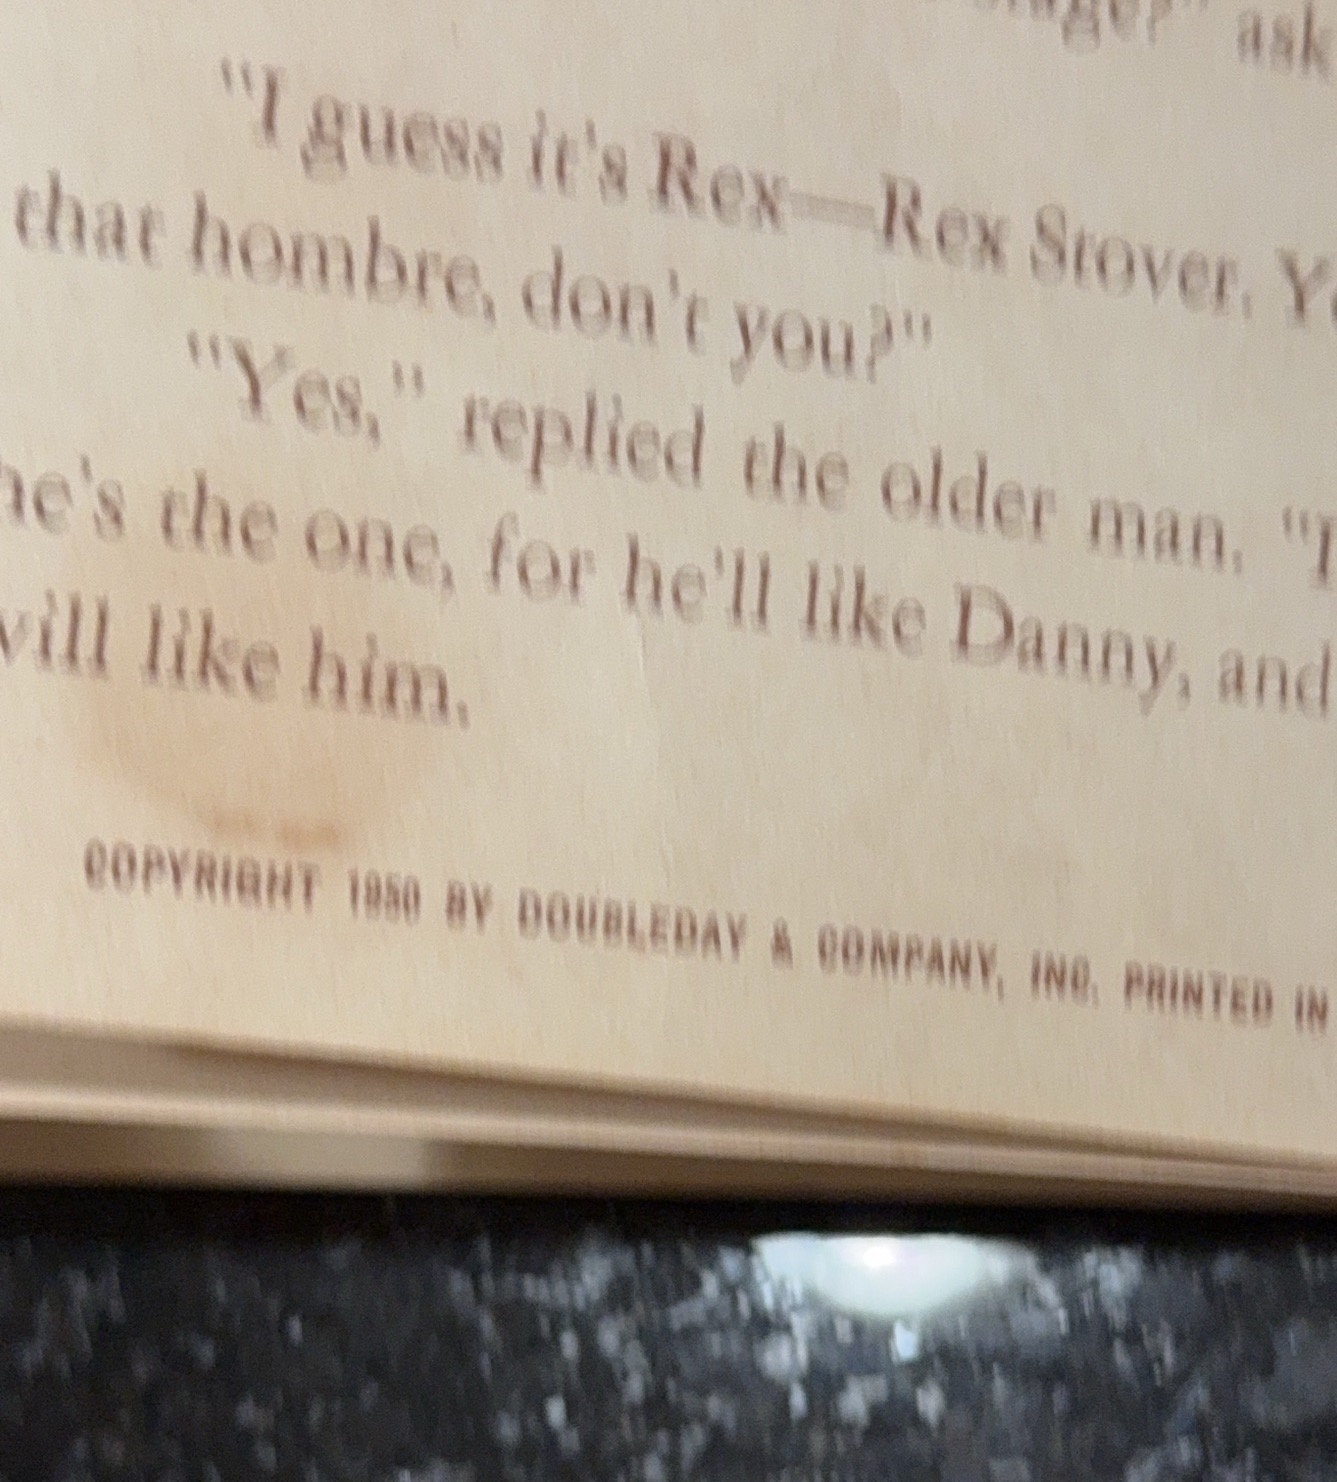 ask
"I guess it's Rex—Rex Stover. Y
that hombre, don't you?"
"Yes," replied the older man. "I
he's the one, for he'll like Danny, and
will like him.
COPYRIGHT 1950 BY DOUBLEDAY & COMPANY, INC. PRINTED IN